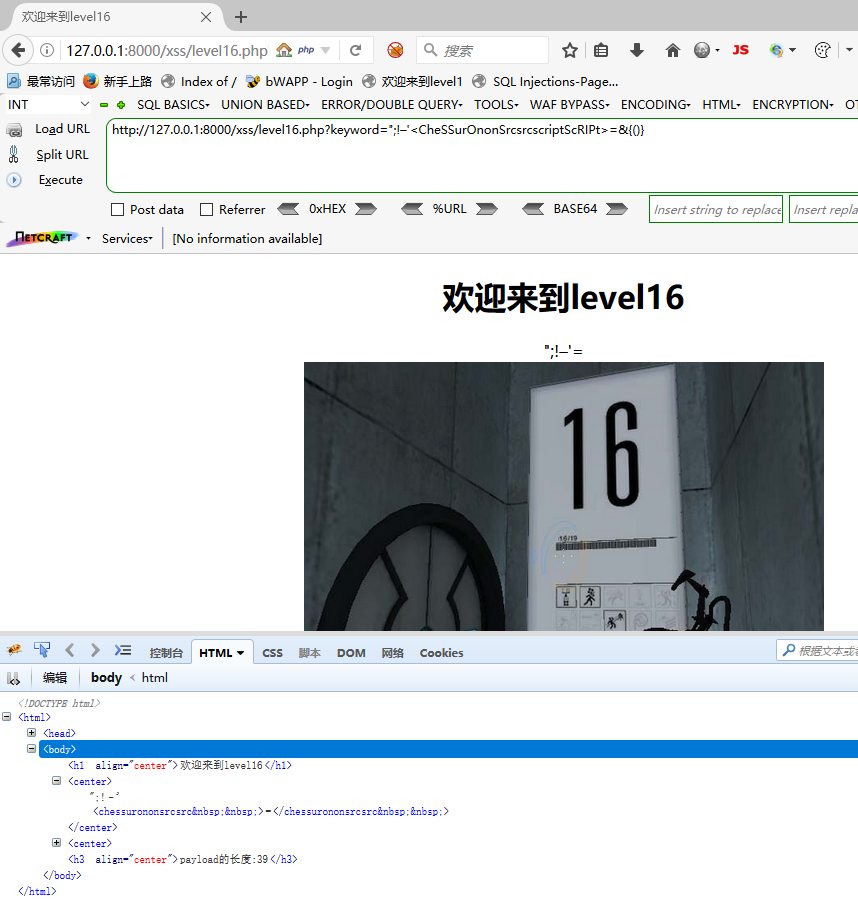 欢迎来到level16
127.0.0.1:8000/xss/level16.php php 搜索 JS
最常访问 新手上路 Index of / bWAPP - Login 欢迎来到level1 SQL Injections-Page...
INT SQL BASICS UNION BASED ERROR/DOUBLE QUERY TOOLS WAF BYPASS ENCODING HTML ENCRYPTION OT
Load URL http://127.0.0.1:8000/xss/level16.php?keyword=";!–'<CheSSurOnonSrcsrcscriptScRIPt>=&{()}
Split URL
Execute
Post data Referrer 0xHEX %URL BASE64 Insert string to replace Insert repla
NETCRAFT Services [No information available]
欢迎来到level16
";!–'=
16
16/19
控制台 HTML CSS 脚本 DOM 网络 Cookies 根据文本或
编辑 body < html
<!DOCTYPE html>
<html>
<head>
<body>
<h1 align="center">欢迎来到level16</h1>
<center>
";!–'
<chessurononsrcsrc&nbsp;&nbsp;>=</chessurononsrcsrc&nbsp;&nbsp;>
</center>
<center>
<h3 align="center">payload的长度:39</h3>
</body>
</html>